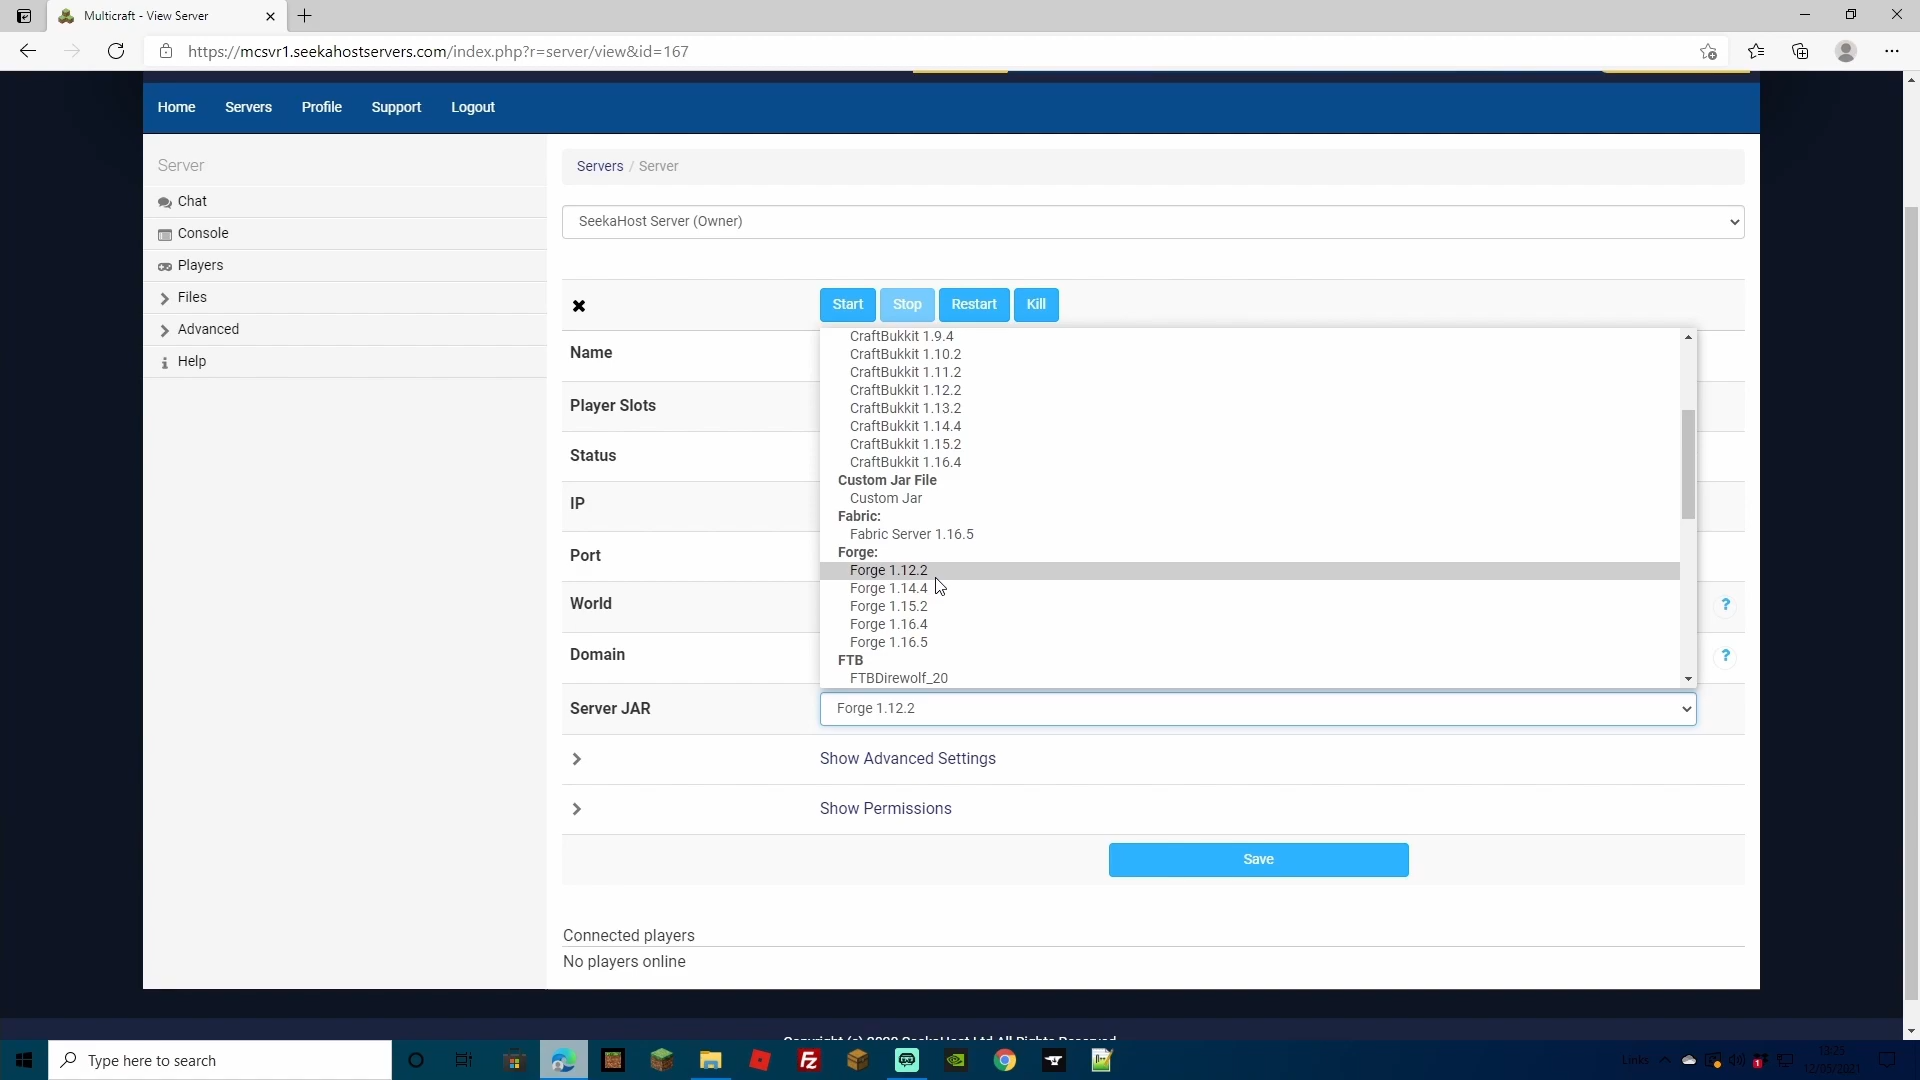 Multicraft - View Server
https://mcsvr1.seekahostservers.com/index.php?r=server/view&id=167
Home Servers Profile Support Logout
Server
Chat
Console
Players
Files
Advanced
Help
Servers / Server
SeekaHost Server (Owner)
Start Stop Restart Kill
Name
Player Slots
Status
IP
Port
World
Domain
CraftBukkit 1.9.4
CraftBukkit 1.10.2
CraftBukkit 1.11.2
CraftBukkit 1.12.2
CraftBukkit 1.13.2
CraftBukkit 1.14.4
CraftBukkit 1.15.2
CraftBukkit 1.16.4
Custom Jar File
Custom Jar
Fabric:
Fabric Server 1.16.5
Forge:
Forge 1.12.2
Forge 1.14.4
Forge 1.15.2
Forge 1.16.4
Forge 1.16.5
FTB
FTBDirewolf_20
?
?
Server JAR Forge 1.12.2
Show Advanced Settings
Show Permissions
Save
Connected players
No players online
Type here to search
Links
13:25
12/05/2021